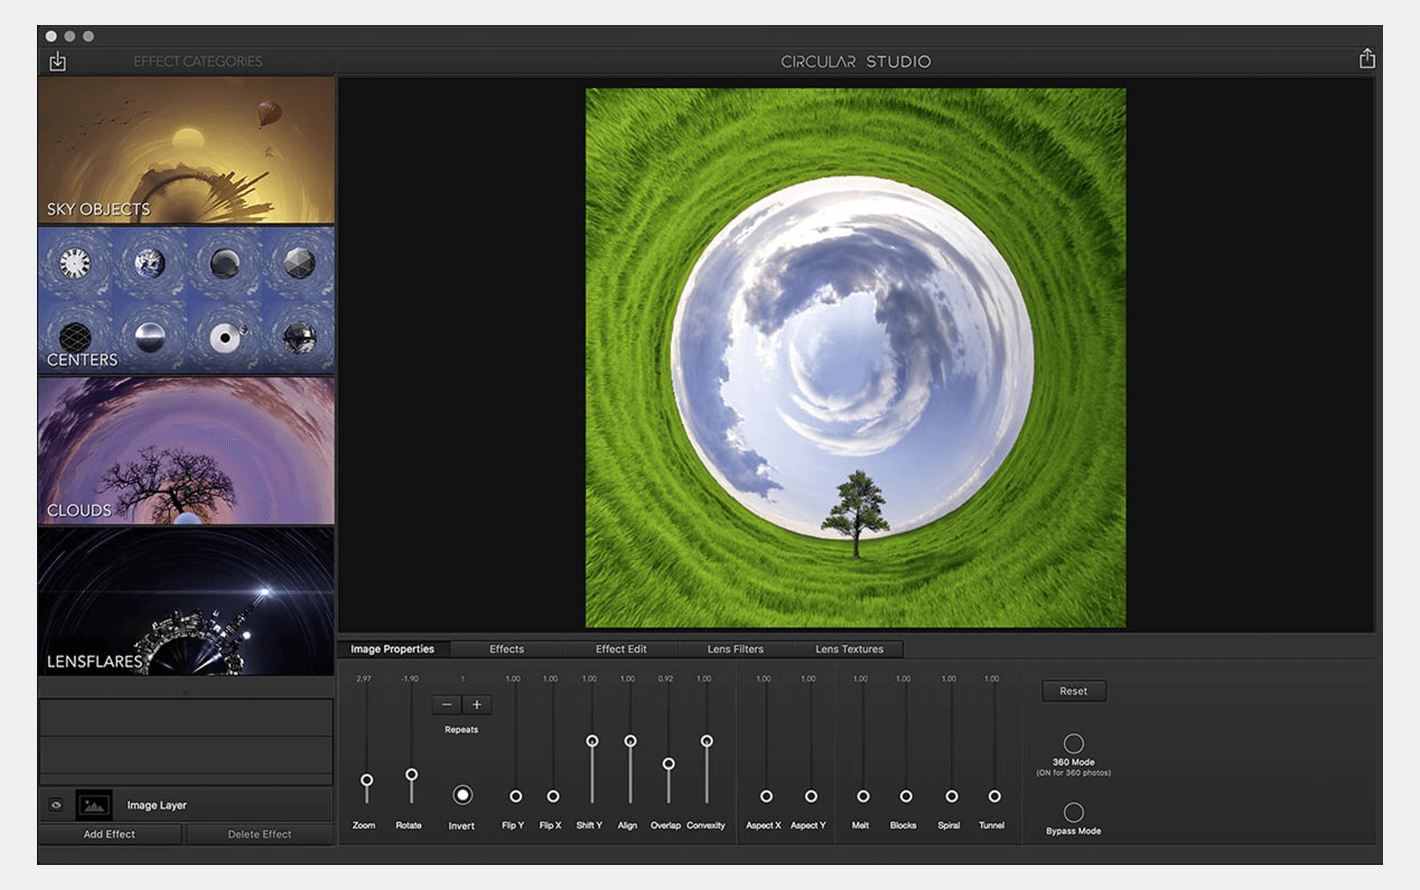 EFFECT CATEGORIES
CIRCULAR STUDIO
SKY OBJECTS
CENTERS
CLOUDS
LENSFLARES
Image Properties
Effects
Effect Edit
Lens Filters
Lens Textures
2.97
-1.90
1
1.00
1.00
1.00
1.00
0.92
1.00
1.00
1.00
1.00
1.00
1.00
1.00
− +
Repeats
Reset
360 Mode
(ON for 360 photos)
Zoom
Rotate
Invert
Flip Y
Flip X
Shift Y
Align
Overlap
Convexity
Aspect X
Aspect Y
Melt
Blocks
Spiral
Tunnel
Bypass Mode
Image Layer
Add Effect
Delete Effect